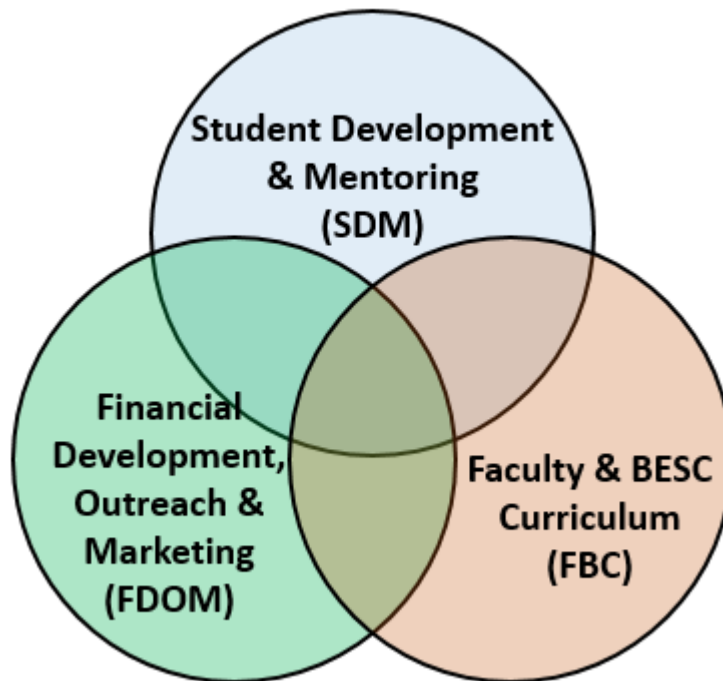 Student Development
& Mentoring
(SDM)
Financial
Development,
Outreach &
Marketing
(FDOM)
Faculty & BESC
Curriculum
(FBC)